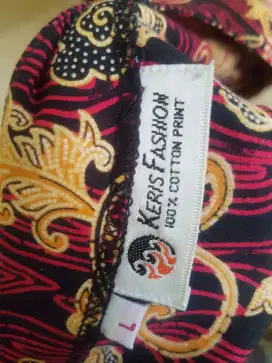 KERIS FASHION
100% COTTON PRINT
L